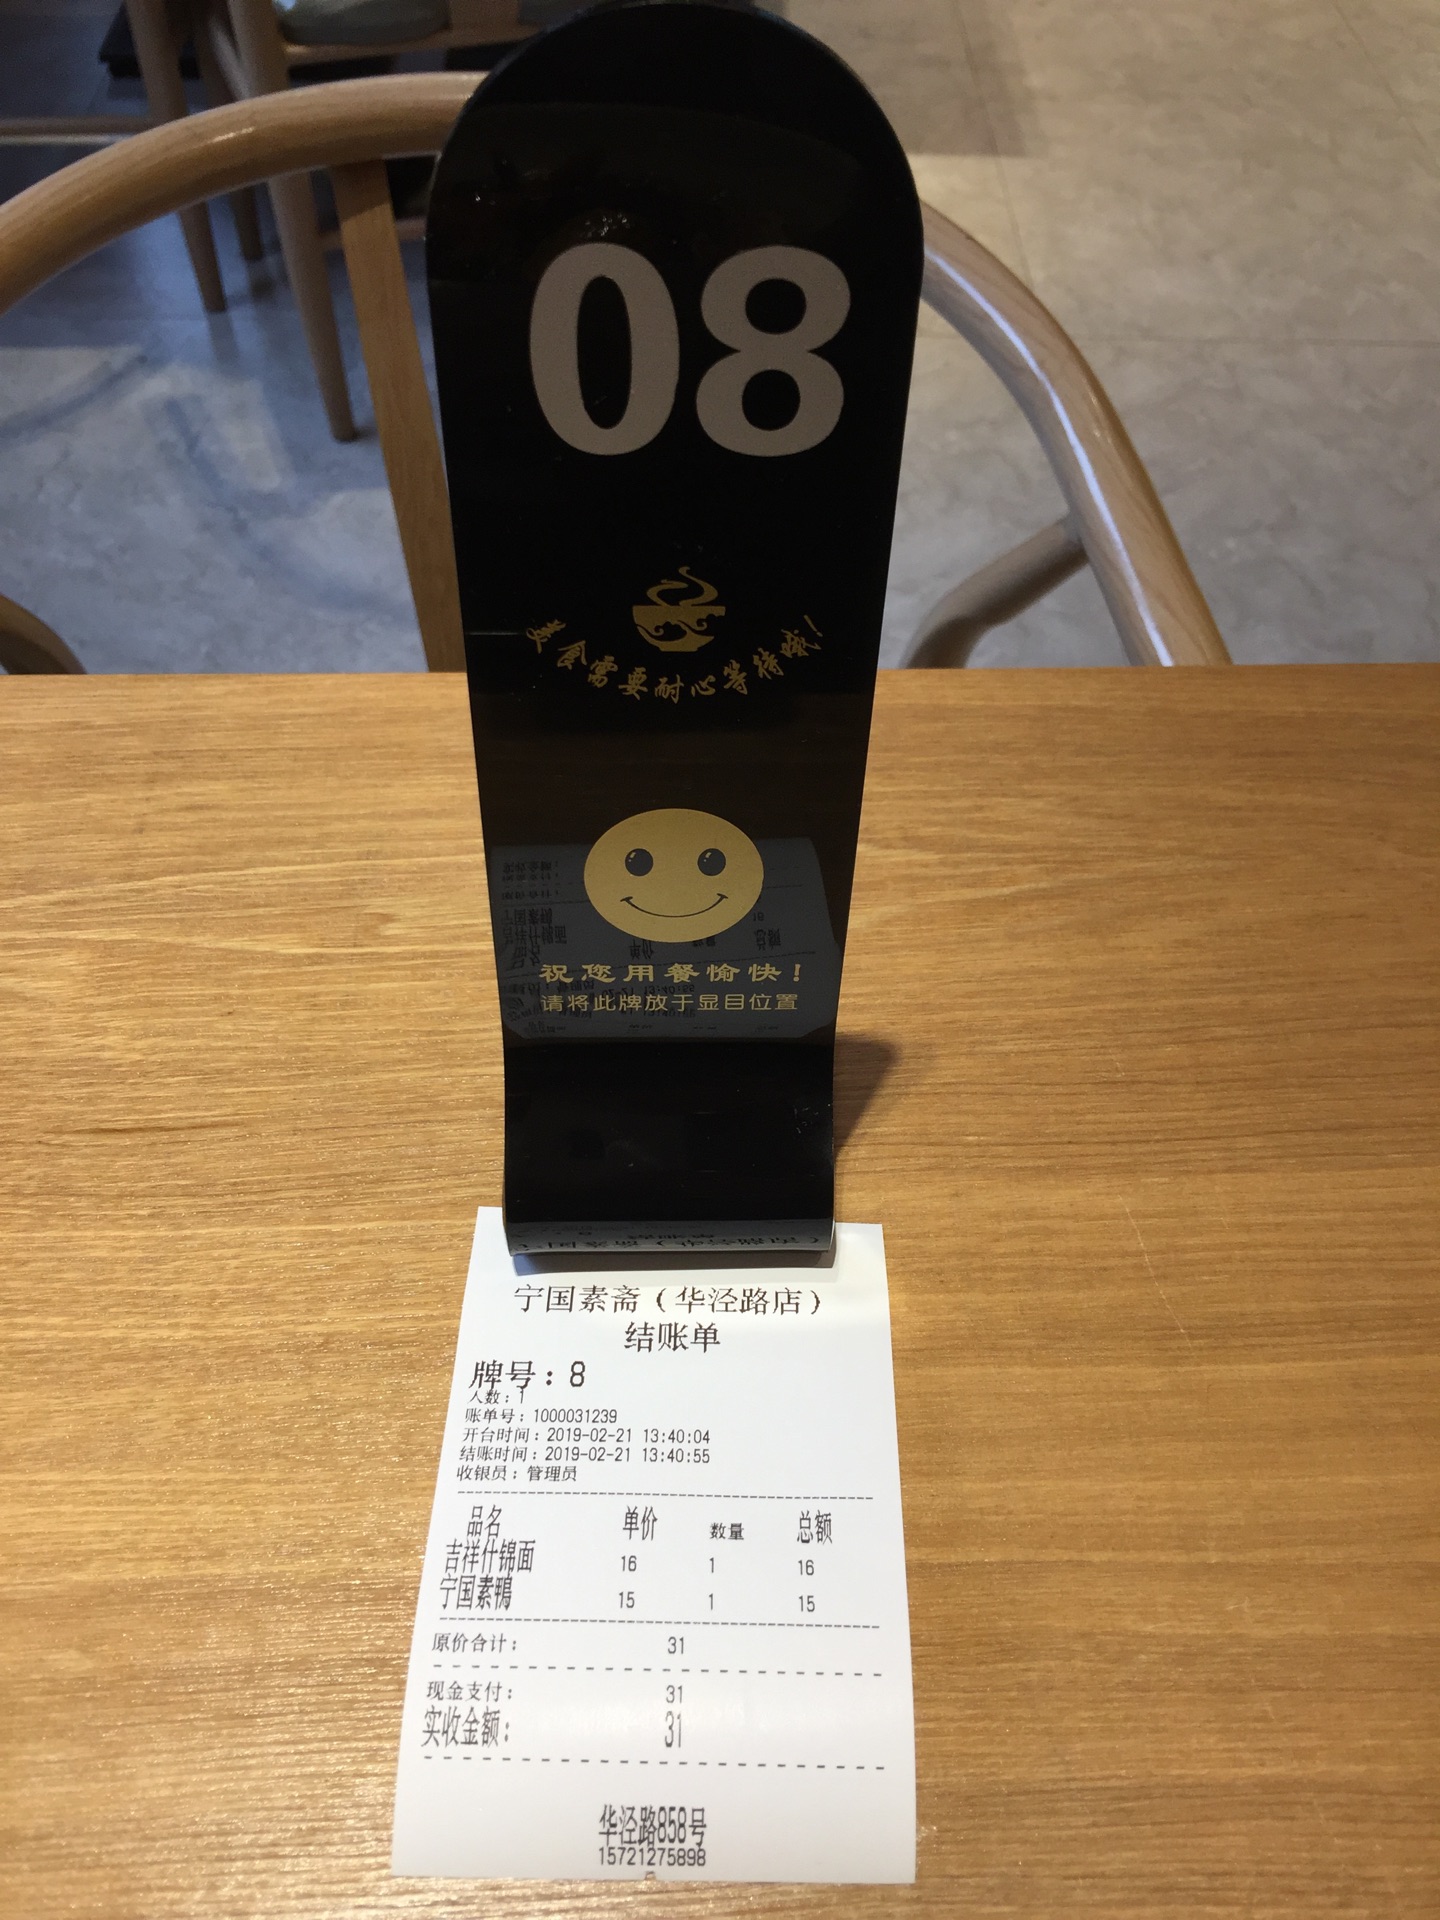 08
美食需要耐心等待哦!
祝您用餐愉快!
请将此牌放于显目位置
宁国素斋(华泾路店)
结账单
牌号:8
人数:1
账单号:1000031239
开台时间:2019-02-21 13:40:04
结账时间:2019-02-21 13:40:55
收银员:管理员
品名 单价 数量 总额
吉祥什锦面 16 1 16
宁国素鴨 15 1 15
原价合计: 31
现金支付: 31
实收金额: 31
华泾路858号
15721275898